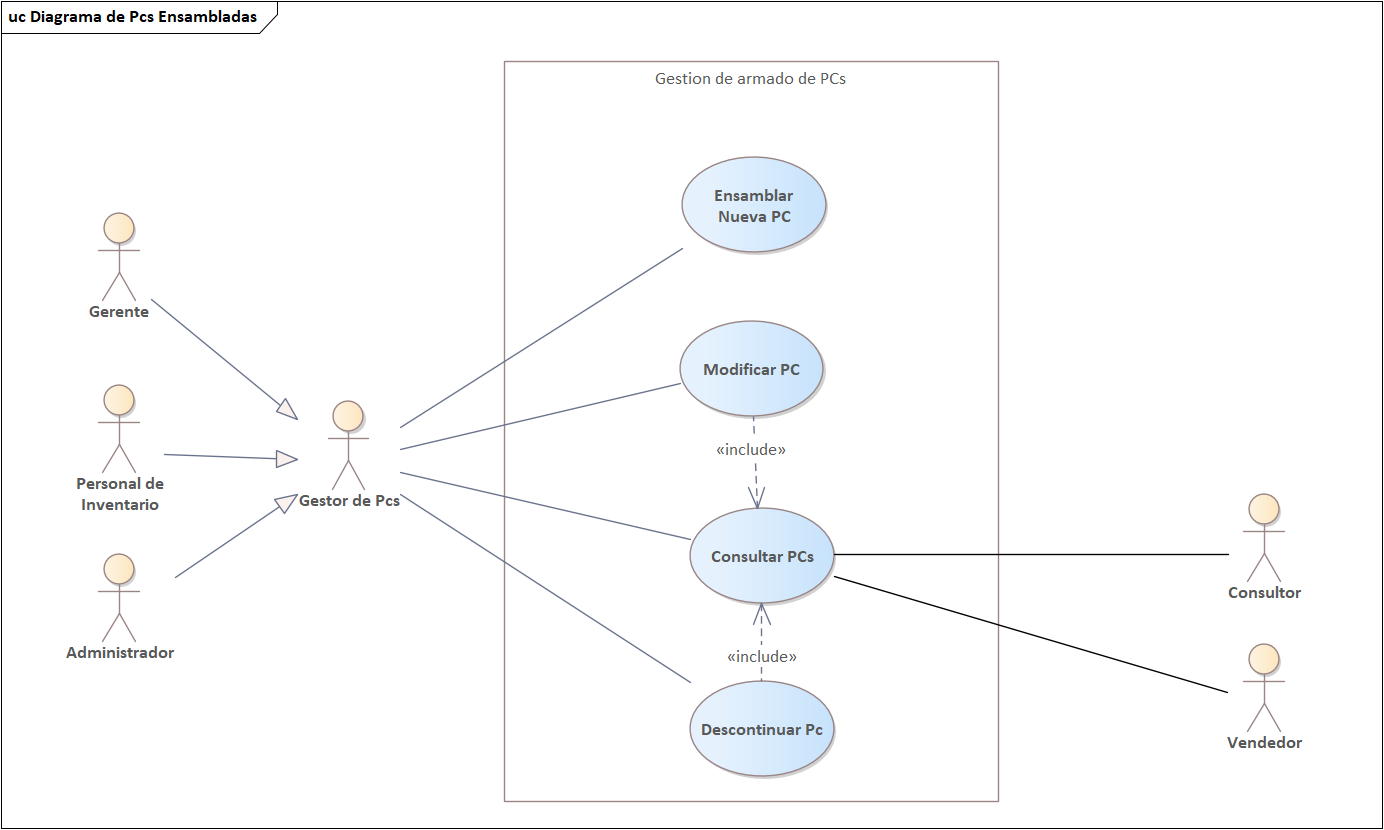 uc Diagrama de Pcs Ensambladas
Gestion de armado de PCs
Ensamblar
Nueva PC
Gerente
Modificar PC
«include»
Personal de
Inventario
Gestor de Pcs
Consultar PCs
Consultor
Administrador
«include»
Descontinuar Pc
Vendedor